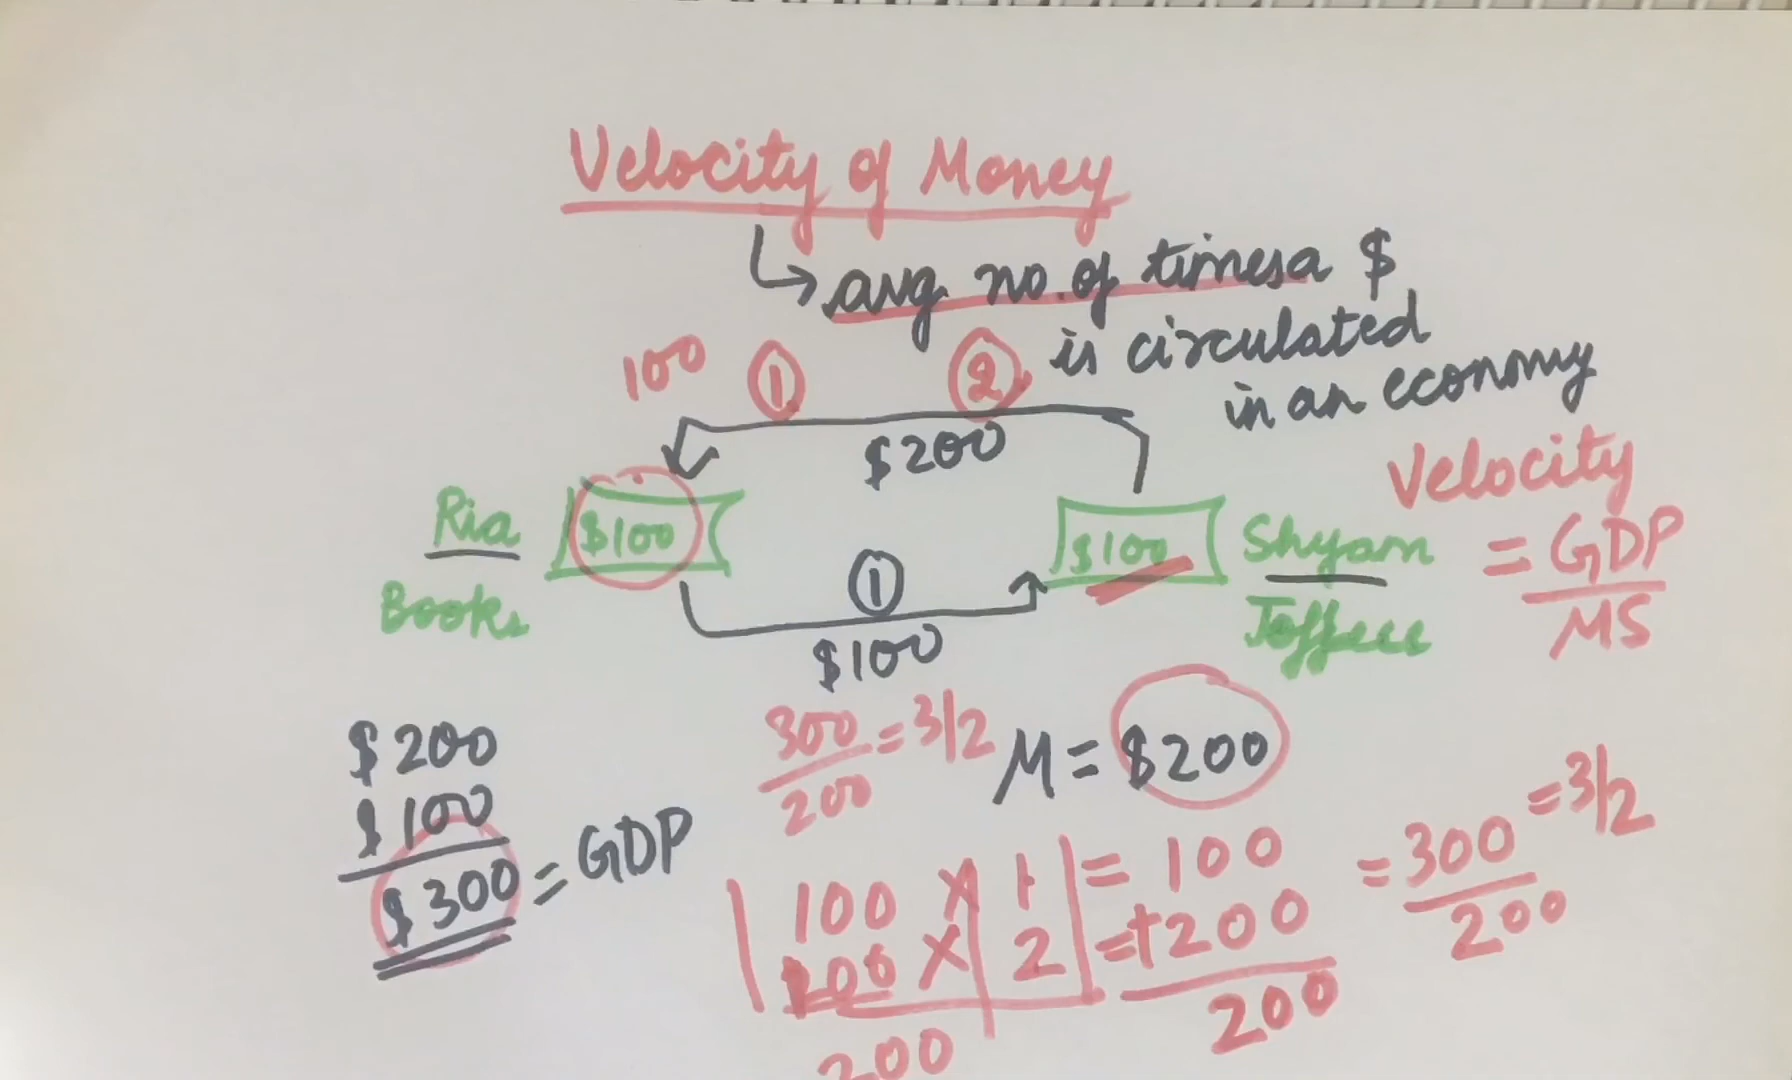 Velocity of Money
↳ avg. no. of times a $
is circulated
in an economy
100 ① ②
$200
Velocity
= GDP
MS
Ria $100
$100 Shyam
Books
① 
$100
Toffees
$200
$100
$300 = GDP
300 = 3/2
200
M = $200
100 x 1 = 100
100 x 2 = +200
200
200
= 300 = 3/2
200